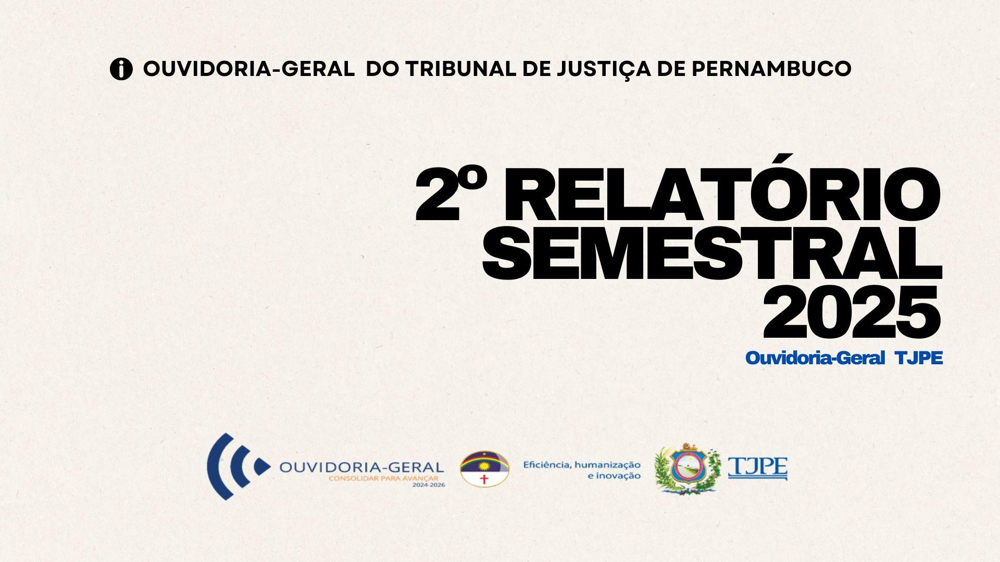 OUVIDORIA-GERAL DO TRIBUNAL DE JUSTIÇA DE PERNAMBUCO
2º RELATÓRIO
SEMESTRAL
2025
Ouvidoria-Geral TJPE
OUVIDORIA-GERAL
CONSOLIDAR PARA AVANÇAR
2024-2026
Eficiência, humanização
e inovação
TJPE